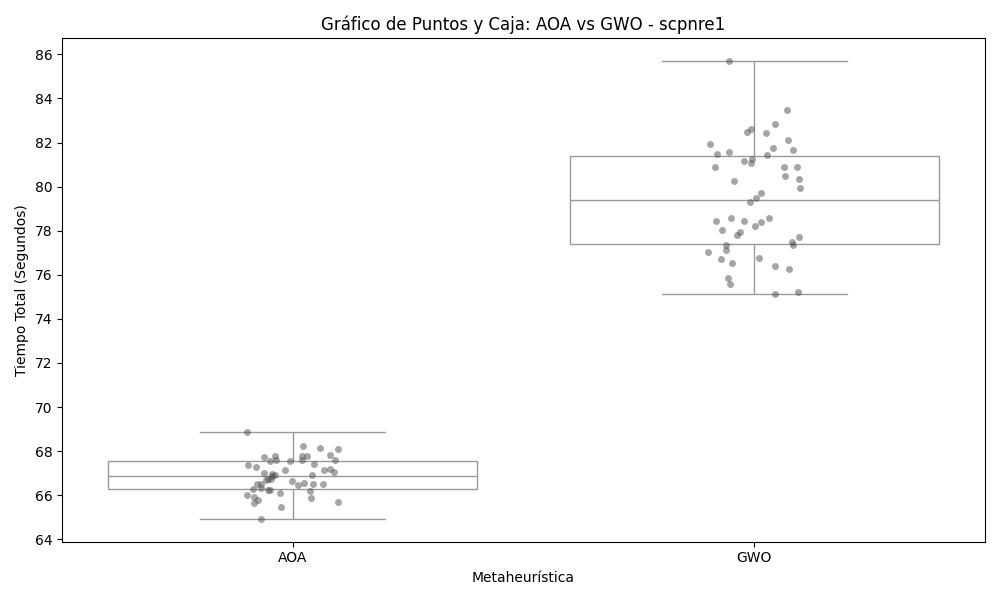 Gráfico de Puntos y Caja: AOA vs GWO - scpnre1
86
84
82
80
78
76
74
72
70
68
66
64
Tiempo Total (Segundos)
AOA
GWO
Metaheurística